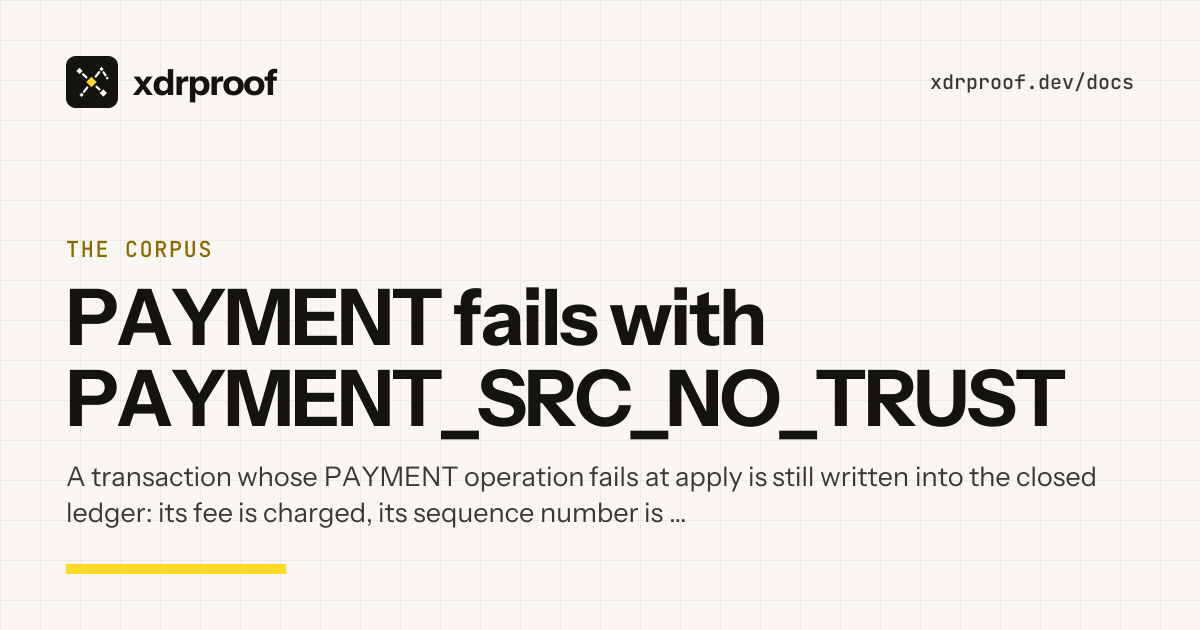 xdrproof
xdrproof.dev/docs
THE CORPUS
PAYMENT fails with
PAYMENT_SRC_NO_TRUST
A transaction whose PAYMENT operation fails at apply is still written into the closed
ledger: its fee is charged, its sequence number is ...